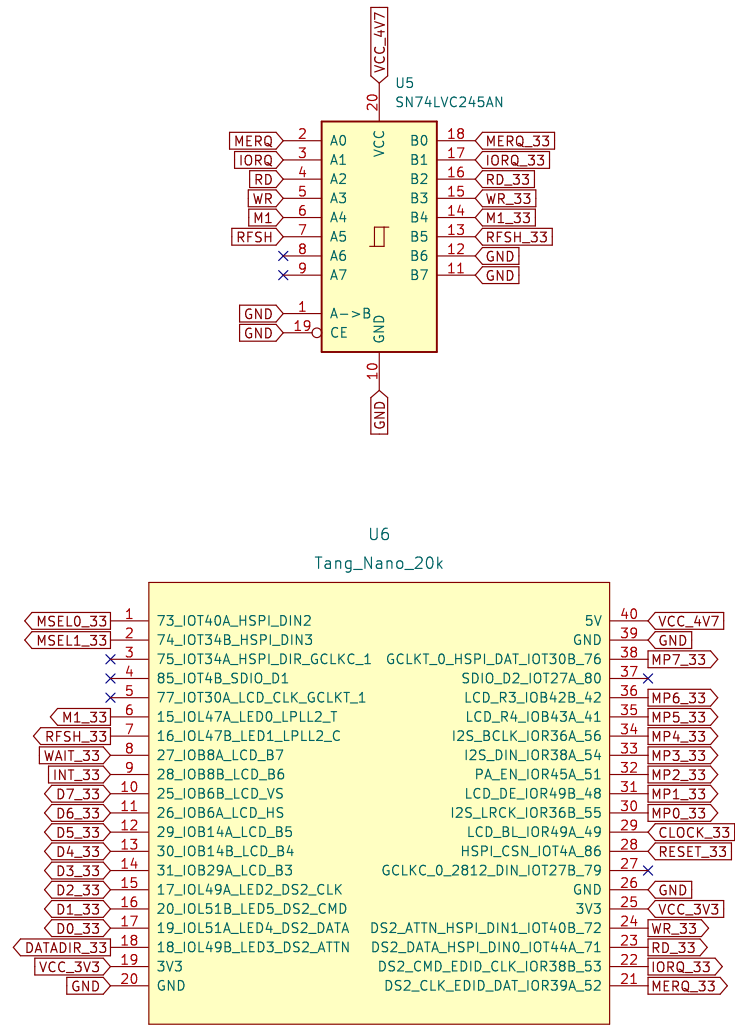 VCC_4V7
U5
SN74LVC245AN
20
VCC
MERQ 2 A0 B0 18 MERQ_33
IORQ 3 A1 B1 17 IORQ_33
RD 4 A2 B2 16 RD_33
WR 5 A3 B3 15 WR_33
M1 6 A4 B4 14 M1_33
RFSH 7 A5 B5 13 RFSH_33
8 A6 B6 12 GND
9 A7 B7 11 GND
GND 1 A->B
GND 19 CE
GND
10
GND
U6
Tang_Nano_20k
MSEL0_33 1 73_IOT40A_HSPI_DIN2 5V 40 VCC_4V7
MSEL1_33 2 74_IOT34B_HSPI_DIN3 GND 39 GND
3 75_IOT34A_HSPI_DIR_GCLKC_1 GCLKT_0_HSPI_DAT_IOT30B_76 38 MP7_33
4 85_IOT4B_SDIO_D1 SDIO_D2_IOT27A_80 37
5 77_IOT30A_LCD_CLK_GCLKT_1 LCD_R3_IOB42B_42 36 MP6_33
M1_33 6 15_IOL47A_LED0_LPLL2_T LCD_R4_IOB43A_41 35 MP5_33
RFSH_33 7 16_IOL47B_LED1_LPLL2_C I2S_BCLK_IOR36A_56 34 MP4_33
WAIT_33 8 27_IOB8A_LCD_B7 I2S_DIN_IOR38A_54 33 MP3_33
INT_33 9 28_IOB8B_LCD_B6 PA_EN_IOR45A_51 32 MP2_33
D7_33 10 25_IOB6B_LCD_VS LCD_DE_IOR49B_48 31 MP1_33
D6_33 11 26_IOB6A_LCD_HS I2S_LRCK_IOR36B_55 30 MP0_33
D5_33 12 29_IOB14A_LCD_B5 LCD_BL_IOR49A_49 29 CLOCK_33
D4_33 13 30_IOB14B_LCD_B4 HSPI_CSN_IOT4A_86 28 RESET_33
D3_33 14 31_IOB29A_LCD_B3 GCLKC_0_2812_DIN_IOT27B_79 27
D2_33 15 17_IOL49A_LED2_DS2_CLK GND 26 GND
D1_33 16 20_IOL51B_LED5_DS2_CMD 3V3 25 VCC_3V3
D0_33 17 19_IOL51A_LED4_DS2_DATA DS2_ATTN_HSPI_DIN1_IOT40B_72 24 WR_33
DATADIR_33 18 18_IOL49B_LED3_DS2_ATTN DS2_DATA_HSPI_DIN0_IOT44A_71 23 RD_33
VCC_3V3 19 3V3 DS2_CMD_EDID_CLK_IOR38B_53 22 IORQ_33
GND 20 GND DS2_CLK_EDID_DAT_IOR39A_52 21 MERQ_33